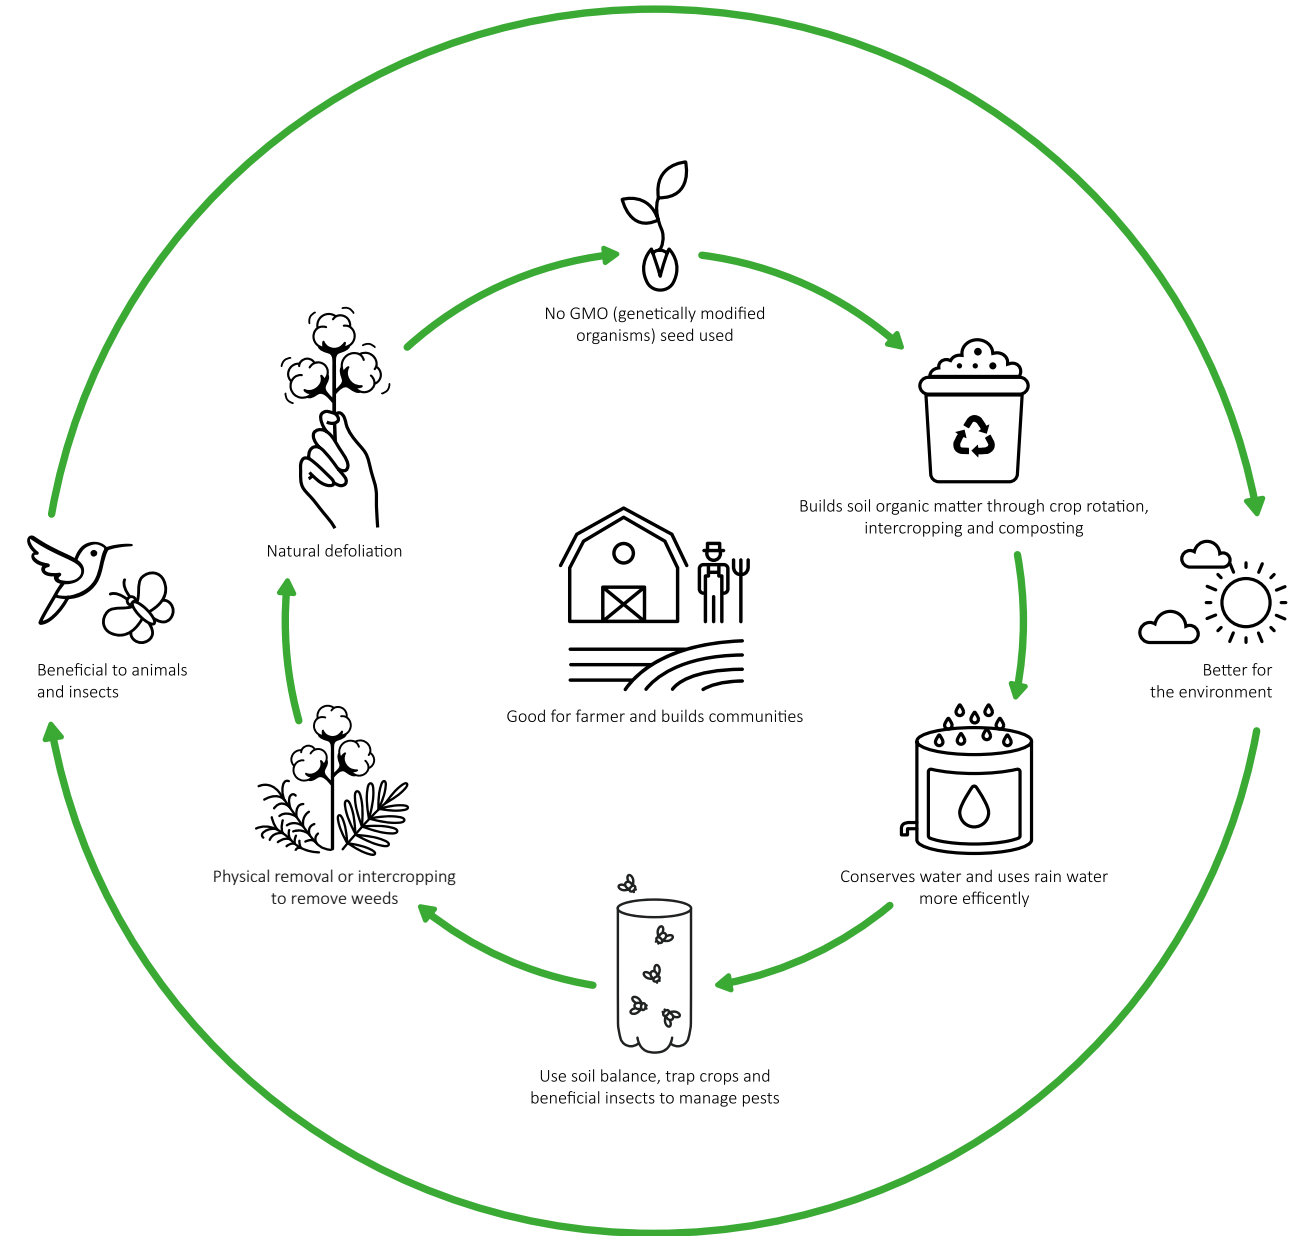 No GMO (genetically modified
organisms) seed used
Builds soil organic matter through crop rotation,
intercropping and composting
Natural defoliation
Beneficial to animals
and insects
Better for
the environment
Good for farmer and builds communities
Physical removal or intercropping
to remove weeds
Conserves water and uses rain water
more efficently
Use soil balance, trap crops and
beneficial insects to manage pests